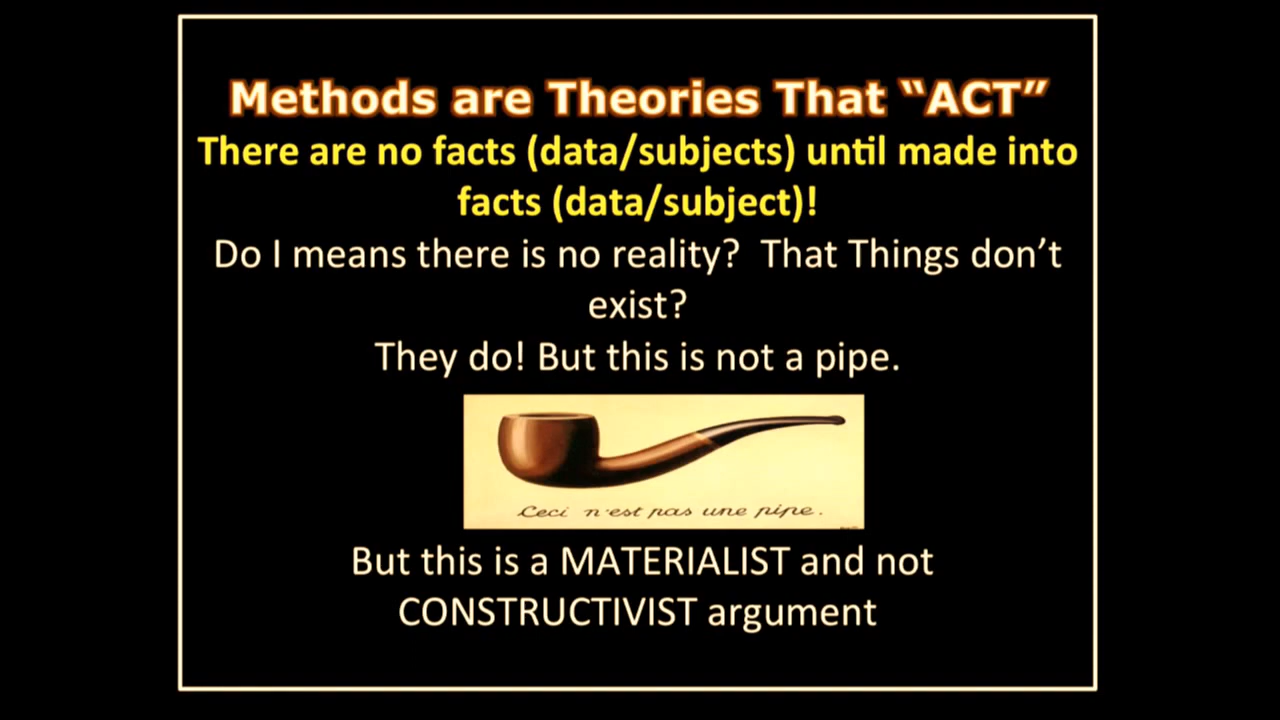 Methods are Theories That “ACT”
There are no facts (data/subjects) until made into
facts (data/subject)!
Do I means there is no reality?  That Things don’t
exist?
They do! But this is not a pipe.
Ceci n'est pas une pipe.
But this is a MATERIALIST and not
CONSTRUCTIVIST argument